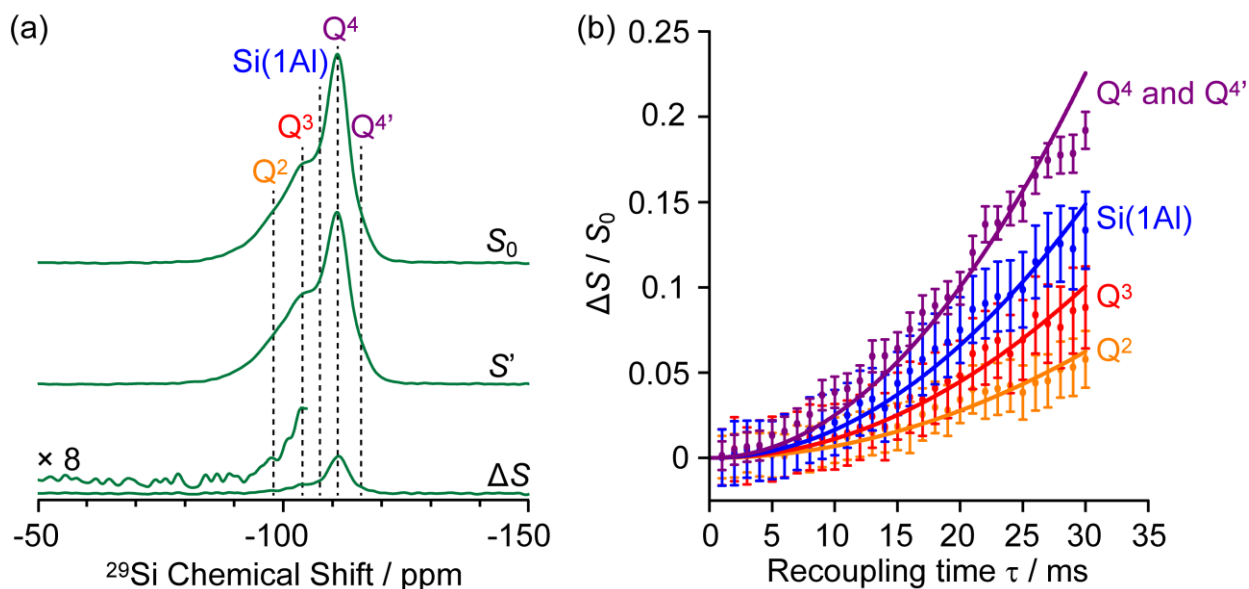 (a)
Q⁴
Si(1Al)
Q³
Q⁴'
Q²
S₀
S'
× 8
ΔS
-50
-100
-150
²⁹Si Chemical Shift / ppm
(b)
0.25
0.2
0.15
0.1
0.05
0
ΔS / S₀
Q⁴ and Q⁴'
Si(1Al)
Q³
Q²
0 5 10 15 20 25 30 35
Recoupling time τ / ms